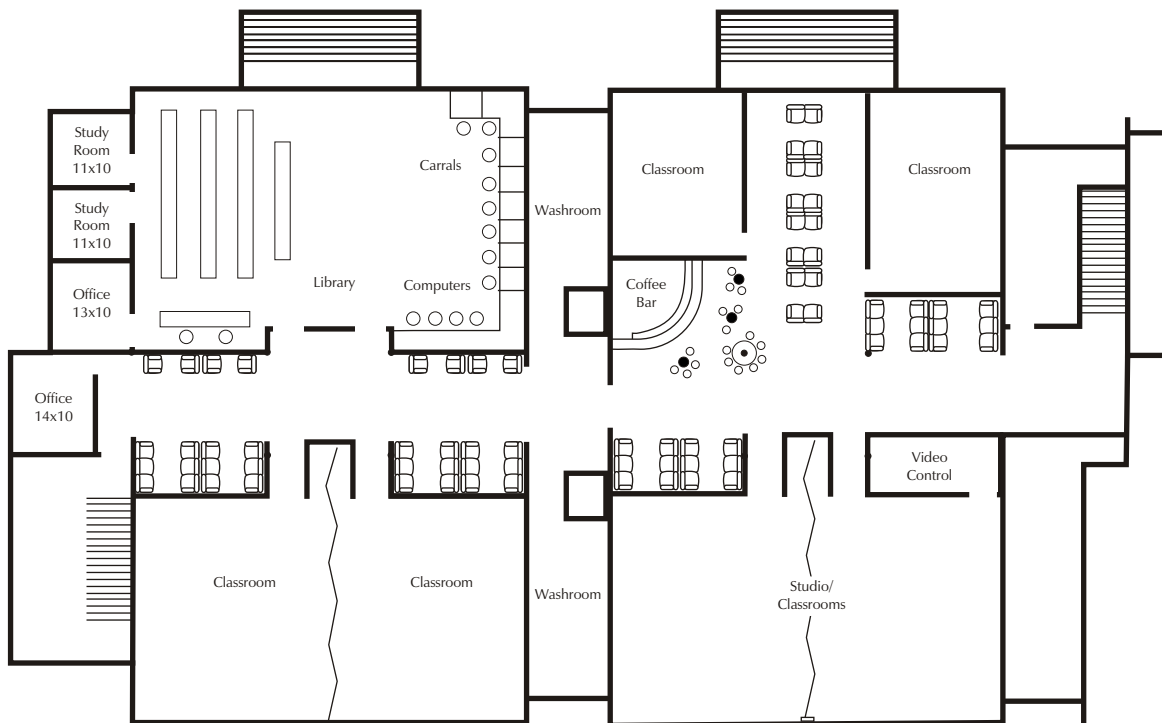 Study
Room
11x10
Study
Room
11x10
Office
13x10
Office
14x10
Library
Carrals
Computers
Washroom
Classroom
Coffee
Bar
Classroom
Video
Control
Classroom
Classroom
Washroom
Studio/
Classrooms